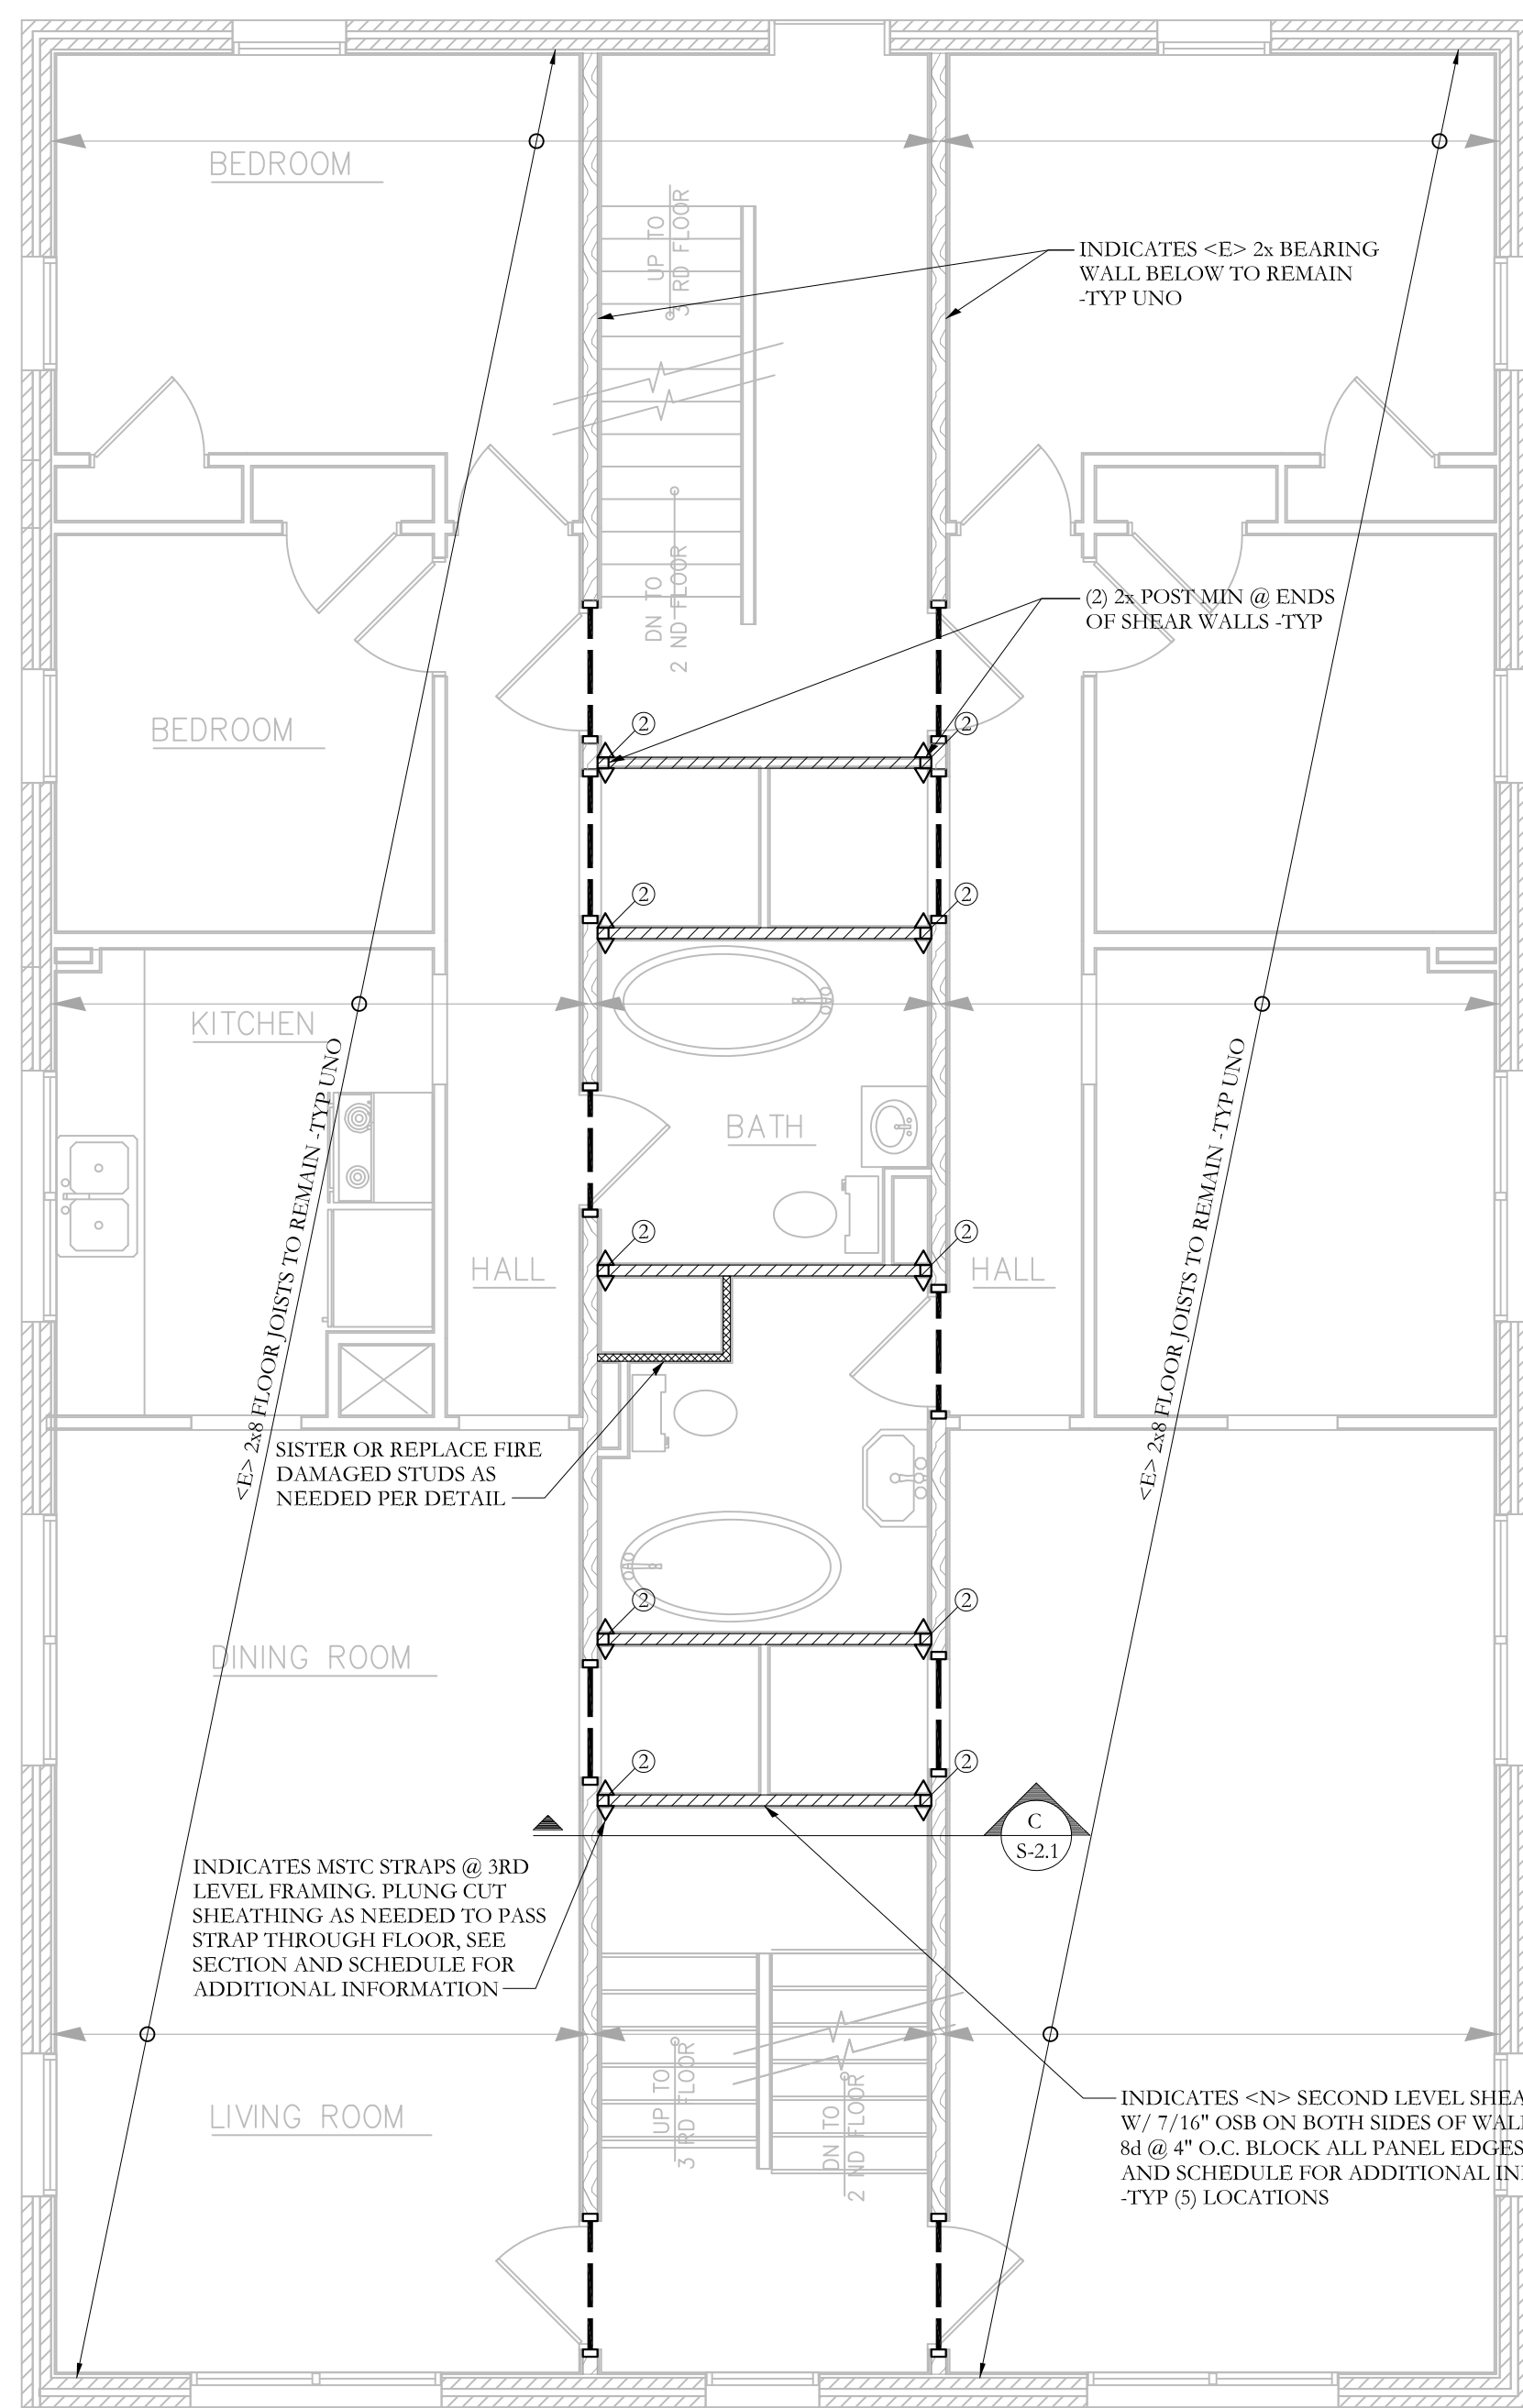 BEDROOM
UP TO
3 RD FLOOR
INDICATES <E> 2x BEARING
WALL BELOW TO REMAIN
-TYP UNO
DN TO
2 ND FLOOR
(2) 2x POST MIN @ ENDS
OF SHEAR WALLS -TYP
BEDROOM
2
2
2
2
KITCHEN
<E> 2x8 FLOOR JOISTS TO REMAIN -TYP UNO
<E> 2x8 FLOOR JOISTS TO REMAIN -TYP UNO
BATH
2
2
HALL
HALL
SISTER OR REPLACE FIRE
DAMAGED STUDS AS
NEEDED PER DETAIL
2
2
DINING ROOM
2
2
C
S-2.1
INDICATES MSTC STRAPS @ 3RD
LEVEL FRAMING. PLUNG CUT
SHEATHING AS NEEDED TO PASS
STRAP THROUGH FLOOR, SEE
SECTION AND SCHEDULE FOR
ADDITIONAL INFORMATION
UP TO
3 RD FLOOR
DN TO
2 ND FLOOR
LIVING ROOM
INDICATES <N> SECOND LEVEL
W/ 7/16" OSB ON BOTH SIDES OF
8d @ 4" O.C. BLOCK ALL PANEL EDGES
AND SCHEDULE FOR ADDITIONAL
-TYP (5) LOCATIONS